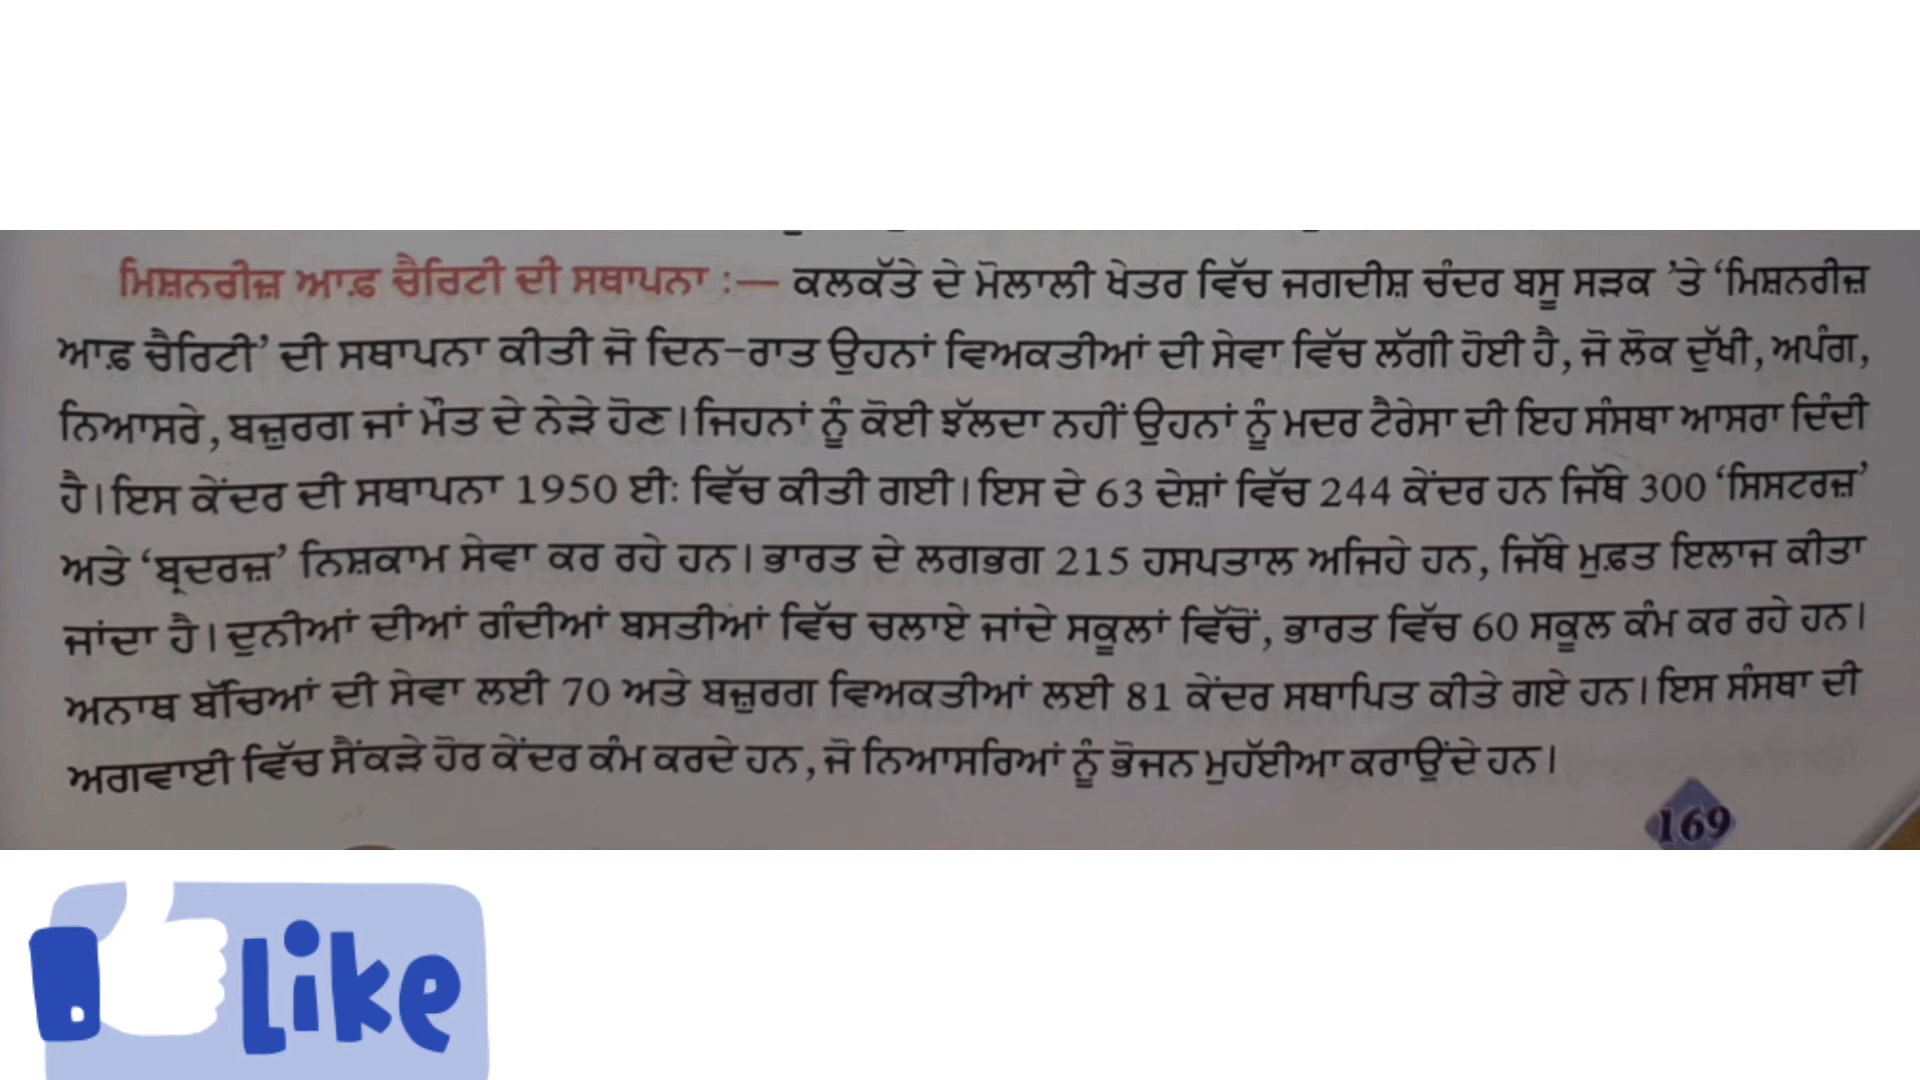 ਮਿਸ਼ਨਰੀਜ਼ ਆਫ਼ ਚੈਰਿਟੀ ਦੀ ਸਥਾਪਨਾ :— ਕਲਕੱਤੇ ਦੇ ਮੋਲਾਲੀ ਖੇਤਰ ਵਿੱਚ ਜਗਦੀਸ਼ ਚੰਦਰ ਬਸੂ ਸੜਕ ’ਤੇ ‘ਮਿਸ਼ਨਰੀਜ਼
ਆਫ਼ ਚੈਰਿਟੀ’ ਦੀ ਸਥਾਪਨਾ ਕੀਤੀ ਜੋ ਦਿਨ-ਰਾਤ ਉਹਨਾਂ ਵਿਅਕਤੀਆਂ ਦੀ ਸੇਵਾ ਵਿੱਚ ਲੱਗੀ ਹੋਈ ਹੈ, ਜੋ ਲੋਕ ਦੁੱਖੀ, ਅਪੰਗ,
ਨਿਆਸਰੇ, ਬਜ਼ੁਰਗ ਜਾਂ ਮੌਤ ਦੇ ਨੇੜੇ ਹੋਣ। ਜਿਹਨਾਂ ਨੂੰ ਕੋਈ ਝੱਲਦਾ ਨਹੀਂ ਉਹਨਾਂ ਨੂੰ ਮਦਰ ਟੈਰੇਸਾ ਦੀ ਇਹ ਸੰਸਥਾ ਆਸਰਾ ਦਿੰਦੀ
ਹੈ। ਇਸ ਕੇਂਦਰ ਦੀ ਸਥਾਪਨਾ 1950 ਈਃ ਵਿੱਚ ਕੀਤੀ ਗਈ। ਇਸ ਦੇ 63 ਦੇਸ਼ਾਂ ਵਿੱਚ 244 ਕੇਂਦਰ ਹਨ ਜਿੱਥੇ 300 ‘ਸਿਸਟਰਜ਼’
ਅਤੇ ‘ਬ੍ਰਦਰਜ਼’ ਨਿਸ਼ਕਾਮ ਸੇਵਾ ਕਰ ਰਹੇ ਹਨ। ਭਾਰਤ ਦੇ ਲਗਭਗ 215 ਹਸਪਤਾਲ ਅਜਿਹੇ ਹਨ, ਜਿੱਥੇ ਮੁਫ਼ਤ ਇਲਾਜ ਕੀਤਾ
ਜਾਂਦਾ ਹੈ। ਦੁਨੀਆਂ ਦੀਆਂ ਗੰਦੀਆਂ ਬਸਤੀਆਂ ਵਿੱਚ ਚਲਾਏ ਜਾਂਦੇ ਸਕੂਲਾਂ ਵਿੱਚੋਂ, ਭਾਰਤ ਵਿੱਚ 60 ਸਕੂਲ ਕੰਮ ਕਰ ਰਹੇ ਹਨ।
ਅਨਾਥ ਬੱਚਿਆਂ ਦੀ ਸੇਵਾ ਲਈ 70 ਅਤੇ ਬਜ਼ੁਰਗ ਵਿਅਕਤੀਆਂ ਲਈ 81 ਕੇਂਦਰ ਸਥਾਪਿਤ ਕੀਤੇ ਗਏ ਹਨ। ਇਸ ਸੰਸਥਾ ਦੀ
ਅਗਵਾਈ ਵਿੱਚ ਸੈਂਕੜੇ ਹੋਰ ਕੇਂਦਰ ਕੰਮ ਕਰਦੇ ਹਨ, ਜੋ ਨਿਆਸਰਿਆਂ ਨੂੰ ਭੋਜਨ ਮੁਹੱਈਆ ਕਰਾਉਂਦੇ ਹਨ।
169
Like